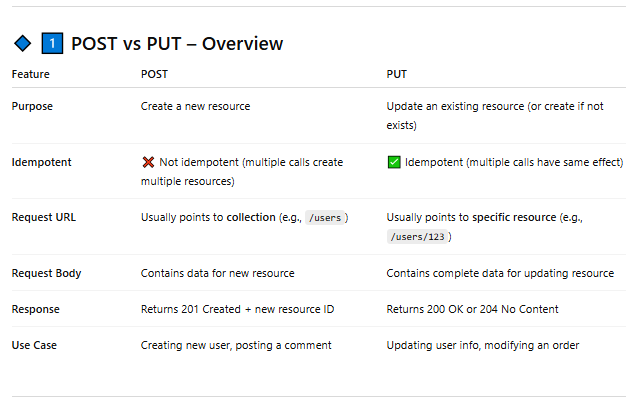 1 POST vs PUT – Overview
Feature POST PUT
Purpose Create a new resource Update an existing resource (or create if not
exists)
Idempotent ❌ Not idempotent (multiple calls create ✅ Idempotent (multiple calls have same effect)
multiple resources)
Request URL Usually points to collection (e.g., /users ) Usually points to specific resource (e.g.,
/users/123 )
Request Body Contains data for new resource Contains complete data for updating resource
Response Returns 201 Created + new resource ID Returns 200 OK or 204 No Content
Use Case Creating new user, posting a comment Updating user info, modifying an order